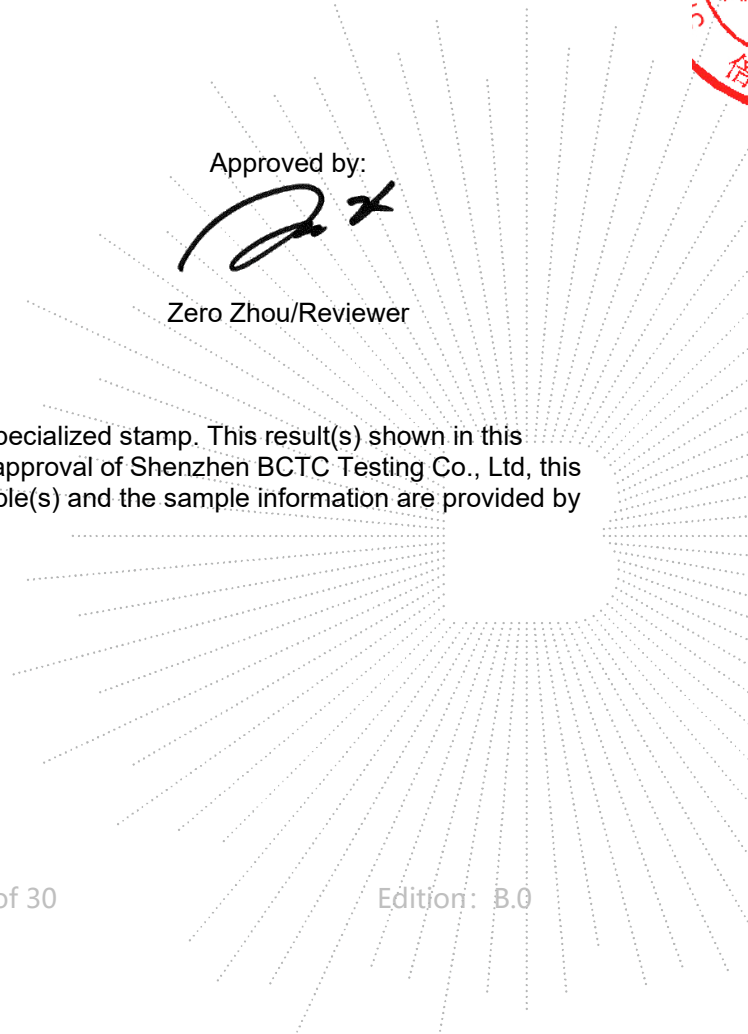 Approved by:
Zero Zhou/Reviewer
pecialized stamp. This result(s) shown in this
approval of Shenzhen BCTC Testing Co., Ltd, this
ole(s) and the sample information are provided by
of 30
Edition: B.0